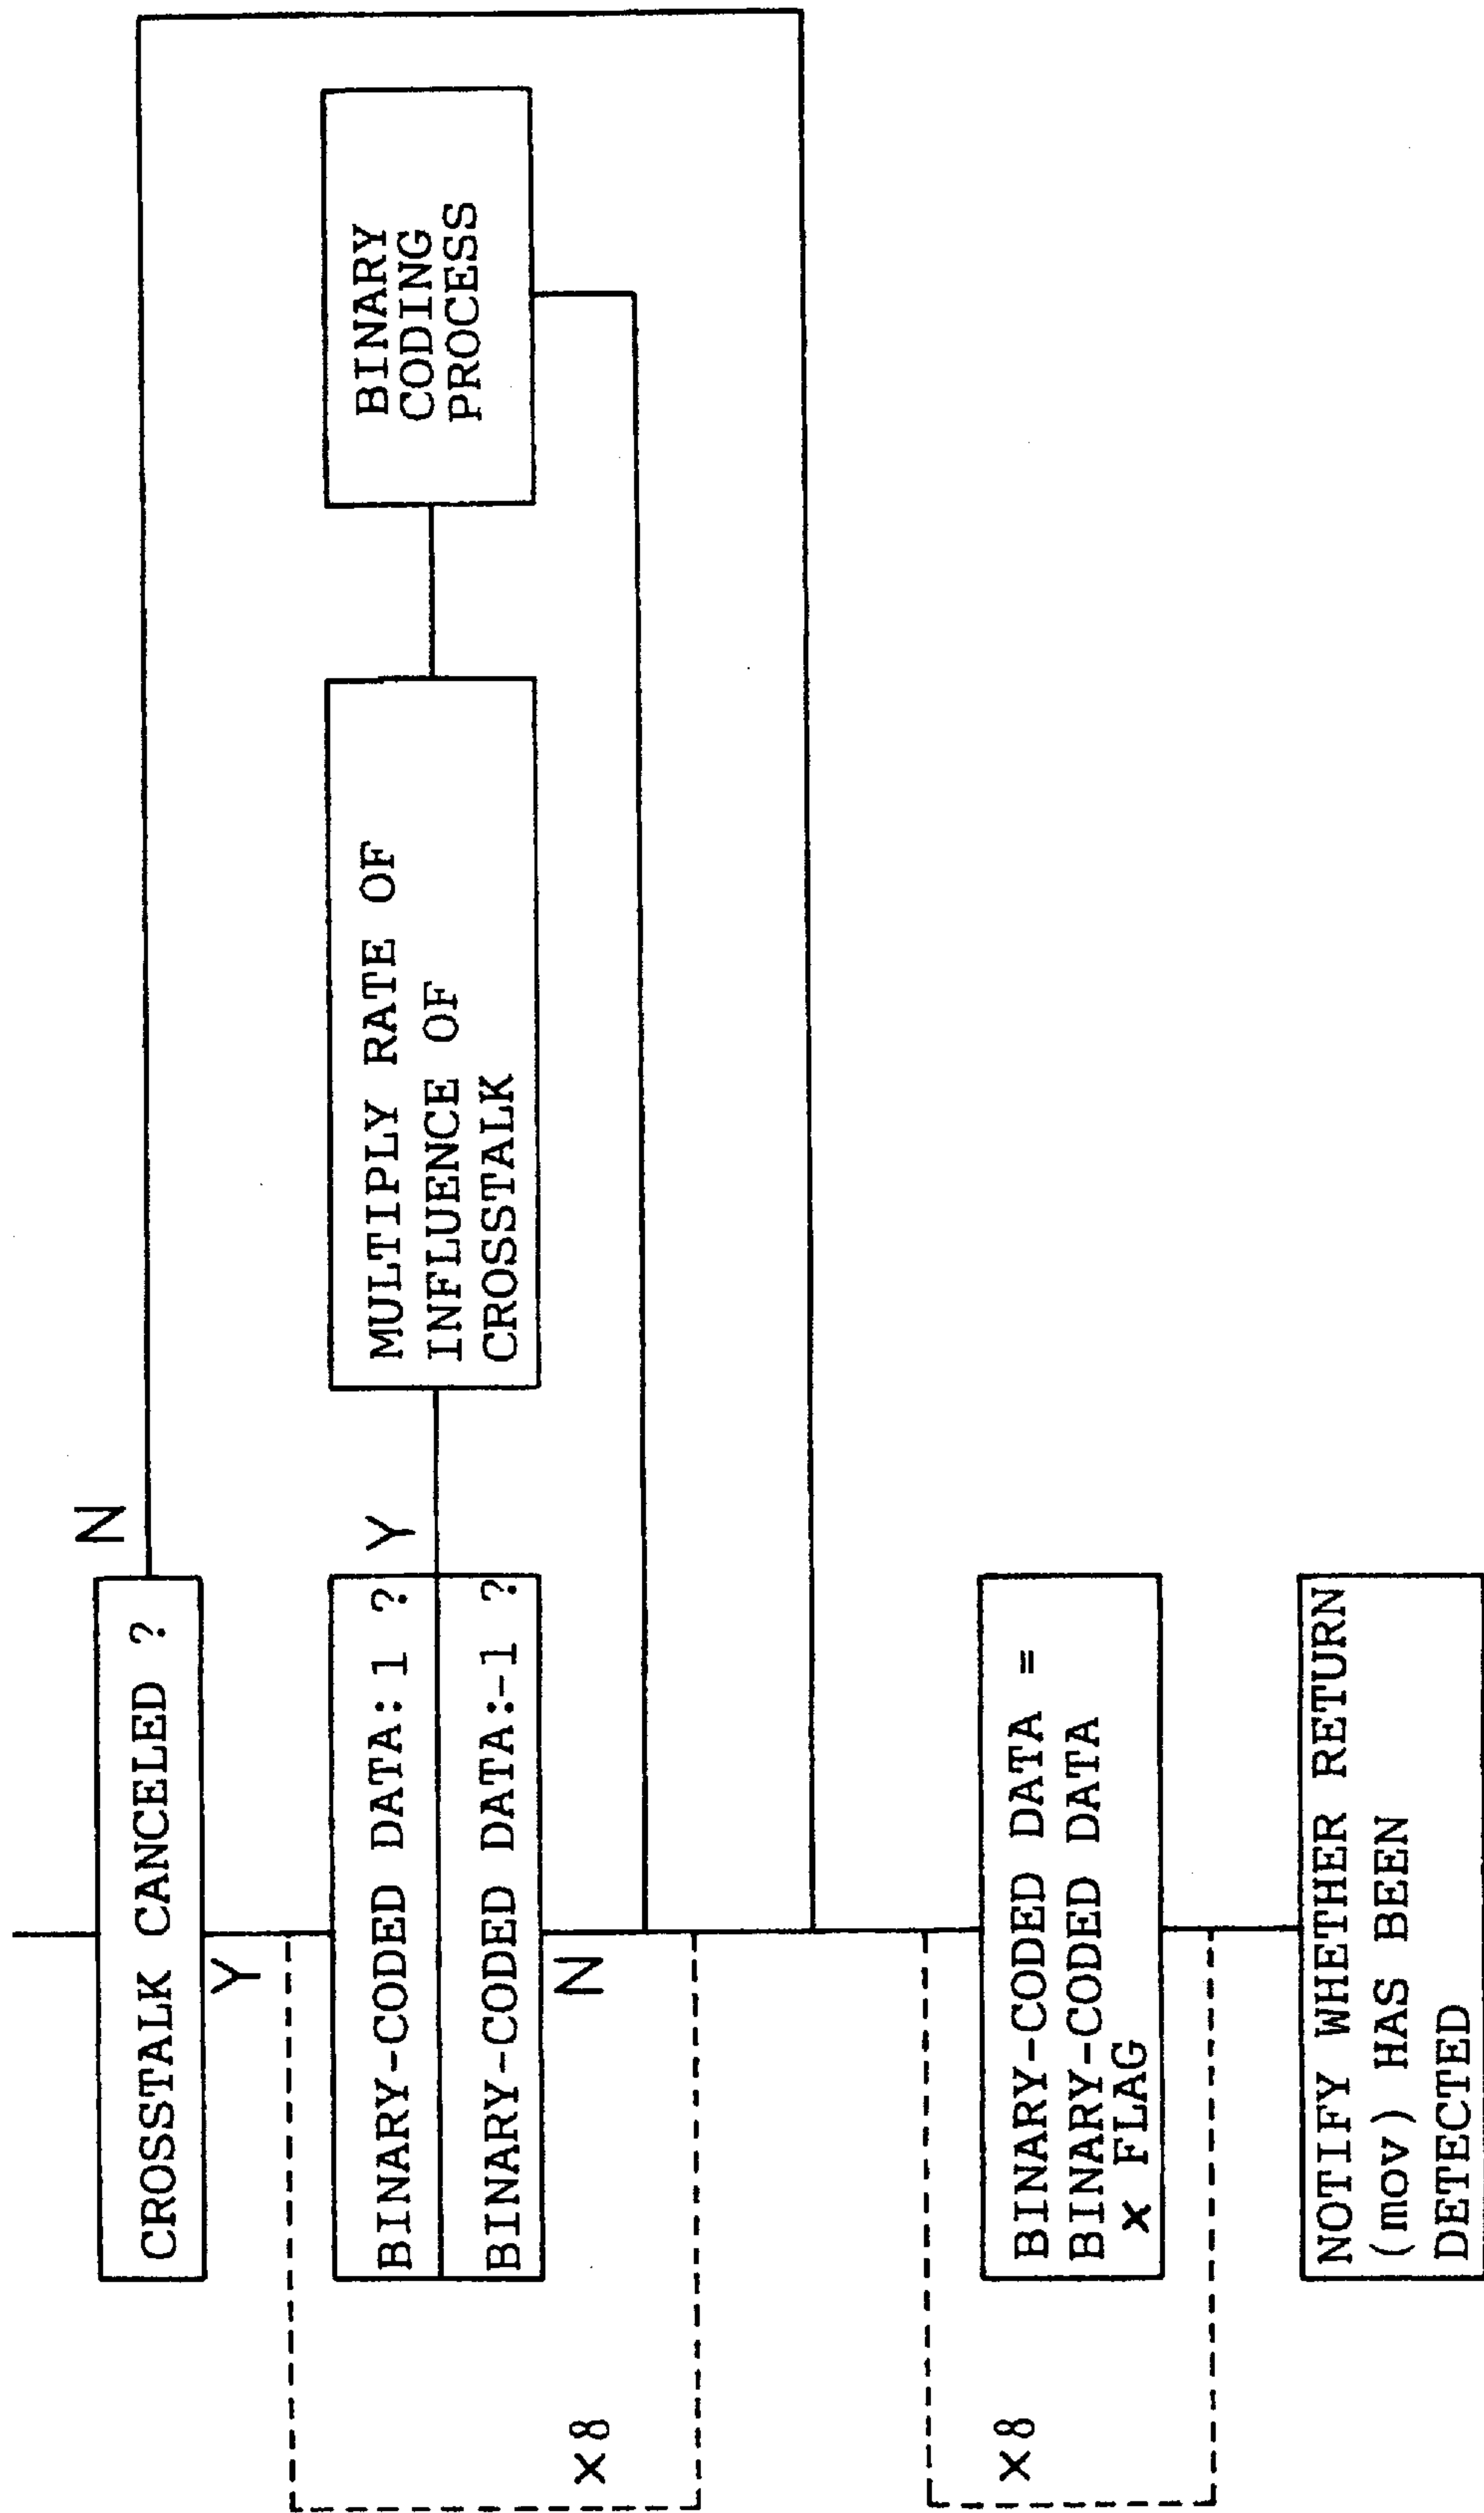 CROSSTALK CANCELED ?
N
Y
BINARY-CODED DATA:1 ?
Y
BINARY-CODED DATA:-1 ?
N
MULTIPLY RATE OF
INFLUENCE OF
CROSSTALK
BINARY
CODING
PROCESS
×8
BINARY-CODED DATA =
BINARY-CODED DATA
× FLAG
×8
NOTIFY WHETHER RETURN
(mov) HAS BEEN
DETECTED